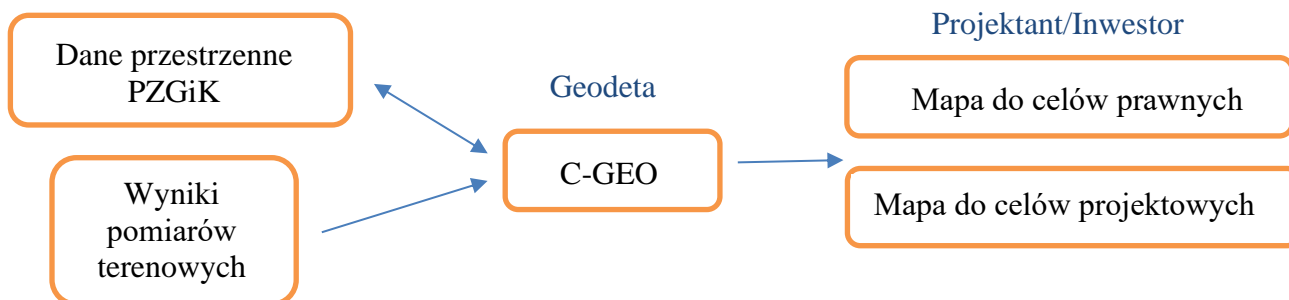 Dane przestrzenne
PZGiK
Wyniki
pomiarów
terenowych
Geodeta
C-GEO
Projektant/Inwestor
Mapa do celów prawnych
Mapa do celów projektowych